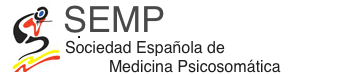 SEMP
Sociedad Española de
Medicina Psicosomática